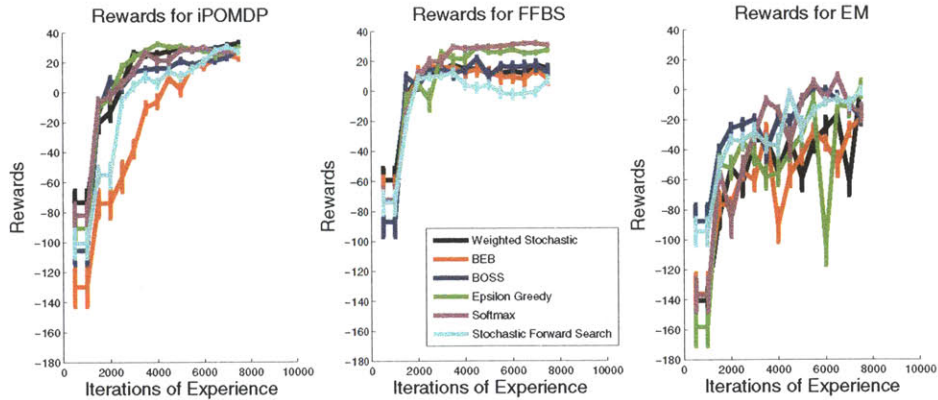 Rewards for iPOMDP
40
20
0
-20
-40
-60
-80
-100
-120
-140
-160
-180
Rewards
0 2000 4000 6000 8000 10000
Iterations of Experience
Rewards for FFBS
40
20
0
-20
-40
-60
-80
-100
-120
-140
-160
-180
Rewards
0 2000 4000 6000 8000 10000
Iterations of Experience
Weighted Stochastic
BEB
BOSS
Epsilon Greedy
Softmax
Stochastic Forward Search
Rewards for EM
40
20
0
-20
-40
-60
-80
-100
-120
-140
-160
-180
Rewards
0 2000 4000 6000 8000 10000
Iterations of Experience